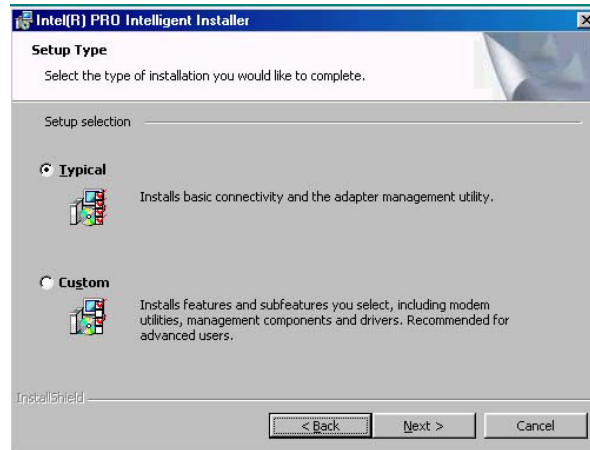 Intel(R) PRO Intelligent Installer
Setup Type
Select the type of installation you would like to complete.
Setup selection
Typical
Installs basic connectivity and the adapter management utility.
Custom
Installs features and subfeatures you select, including modem
utilities, management components and drivers. Recommended for
advanced users.
InstallShield
< Back
Next >
Cancel